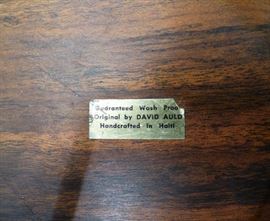 Guaranteed Wash Proof
Original by DAVID AULD
Handcrafted In Haiti